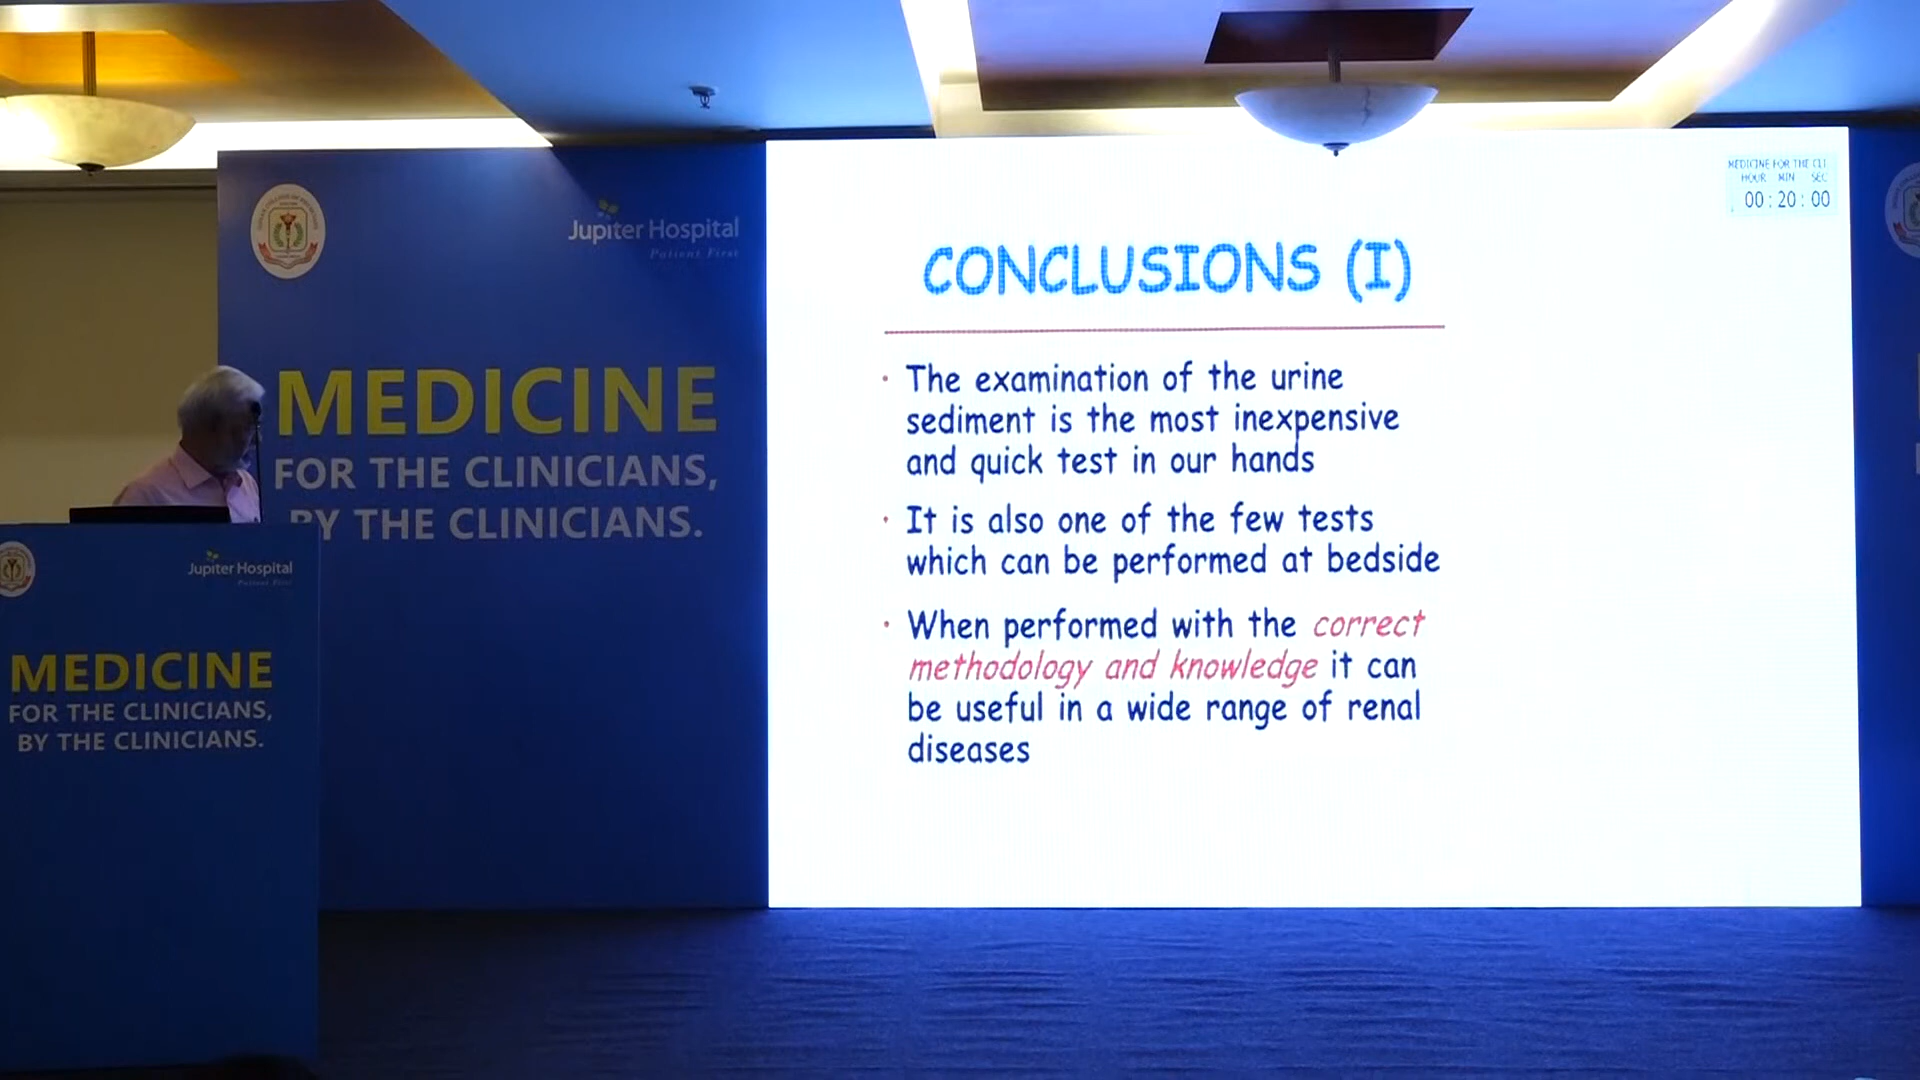 Jupiter Hospital
Patient First
MEDICINE
FOR THE CLINICIANS,
BY THE CLINICIANS.
Jupiter Hospital
Patient First
MEDICINE
FOR THE CLINICIANS,
BY THE CLINICIANS.
MEDICINE FOR THE CLI
HOUR MIN SEC
00 : 20 : 00
CONCLUSIONS (I)
• The examination of the urine
sediment is the most inexpensive
and quick test in our hands
• It is also one of the few tests
which can be performed at bedside
• When performed with the correct
methodology and knowledge it can
be useful in a wide range of renal
diseases